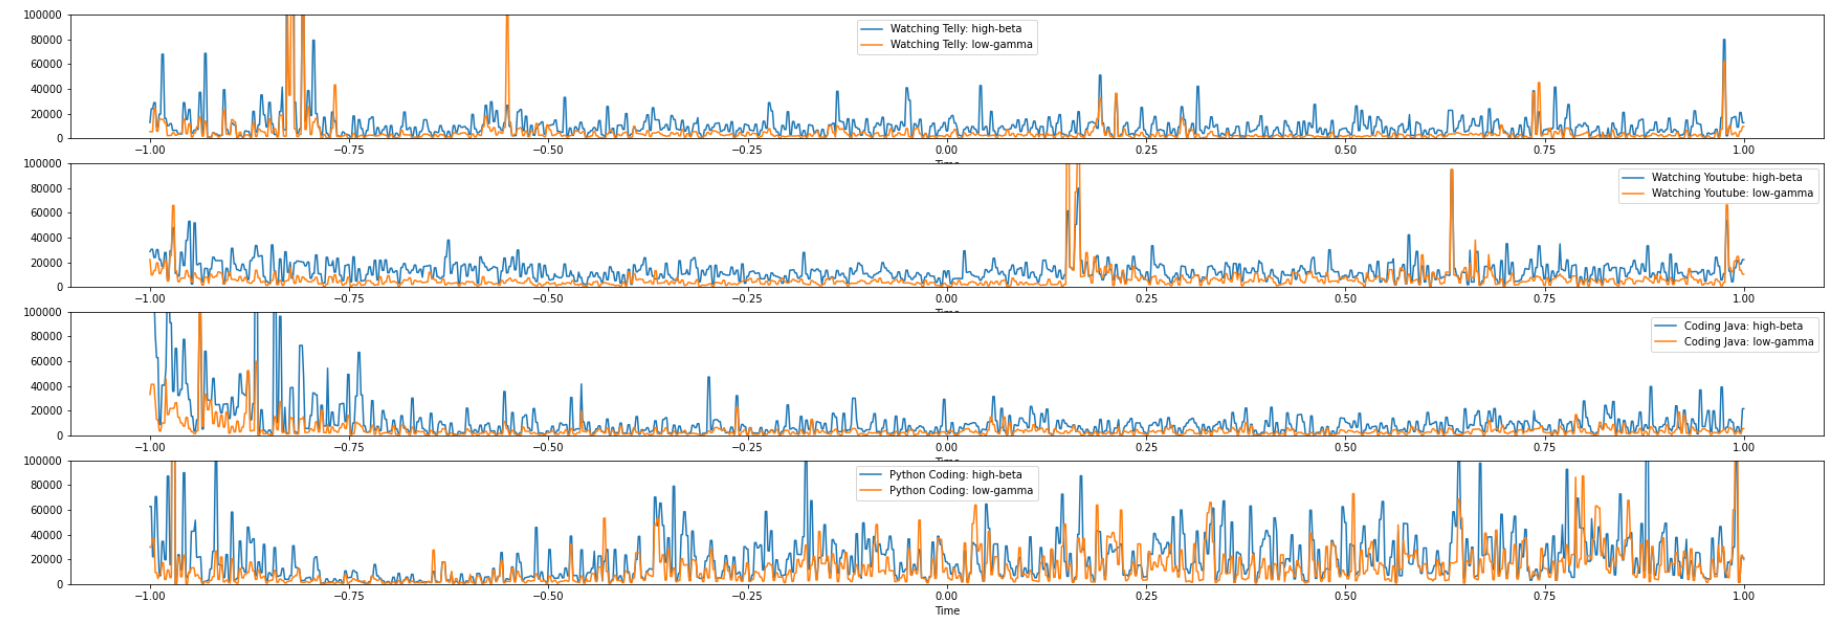 100000
80000
60000
40000
20000
0
Watching Telly: high-beta
Watching Telly: low-gamma
−1.00 −0.75 −0.50 −0.25 0.00 0.25 0.50 0.75 1.00
Time
100000
80000
60000
40000
20000
0
Watching Youtube: high-beta
Watching Youtube: low-gamma
−1.00 −0.75 −0.50 −0.25 0.00 0.25 0.50 0.75 1.00
Time
100000
80000
60000
40000
20000
0
Coding Java: high-beta
Coding Java: low-gamma
−1.00 −0.75 −0.50 −0.25 0.00 0.25 0.50 0.75 1.00
Time
100000
80000
60000
40000
20000
0
Python Coding: high-beta
Python Coding: low-gamma
−1.00 −0.75 −0.50 −0.25 0.00 0.25 0.50 0.75 1.00
Time